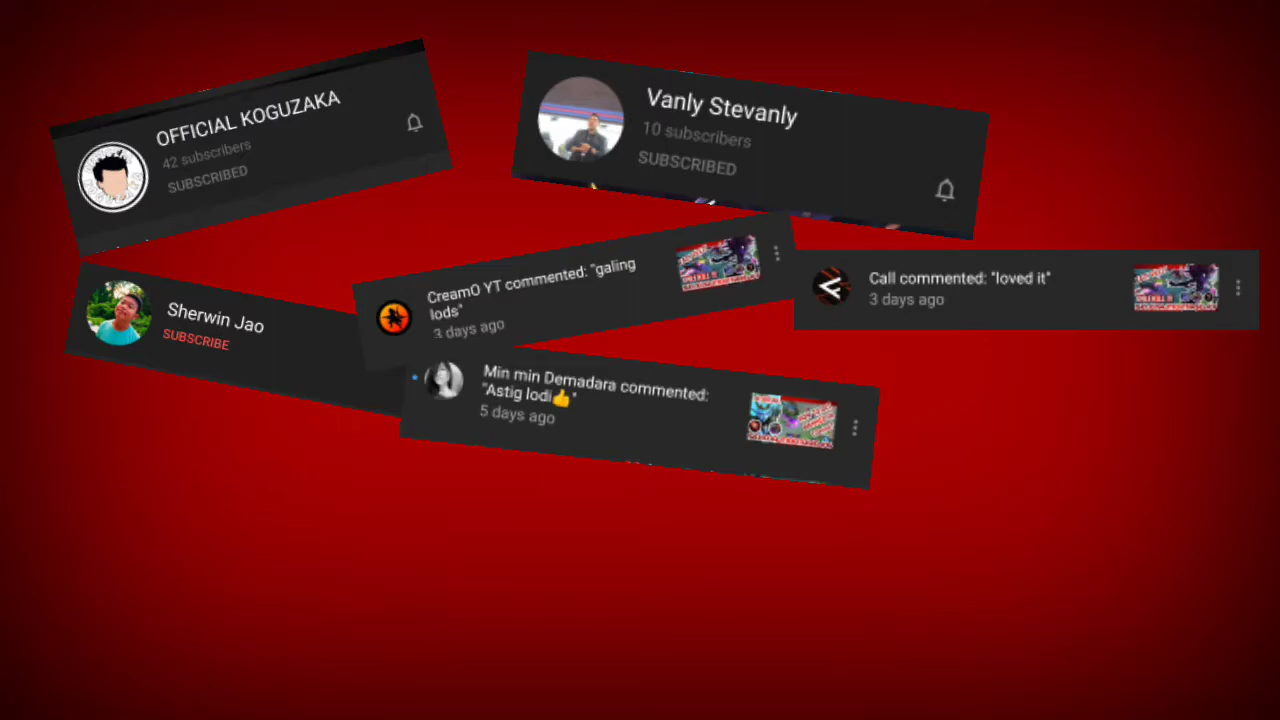 OFFICIAL KOGUZAKA
42 subscribers
SUBSCRIBED
Vanly Stevanly
10 subscribers
SUBSCRIBED
Sherwin Jao
SUBSCRIBE
CreamO YT commented: "galing
lods"
3 days ago
Call commented: "loved it"
3 days ago
Min min Demadara commented:
"Astig lodi👍"
5 days ago